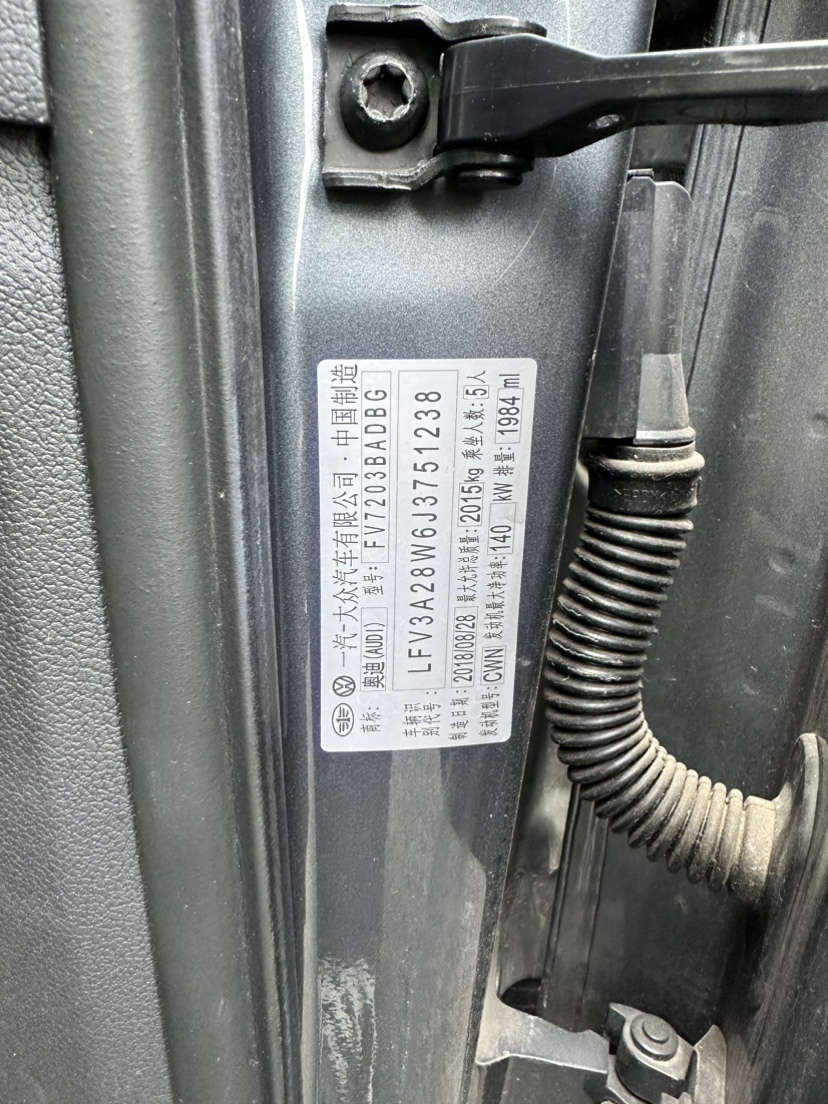 一汽-大众汽车有限公司·中国制造
商标: 奥迪(AUDI) 型号: FV7203BADBG
车辆识别代号: LFV3A28W6J3751238
制造日期: 2018/08/28 最大允许总质量: 2015kg 乘坐人数: 5人
发动机型号: CWN 发动机最大净功率: 140 kW 排量: 1984 ml